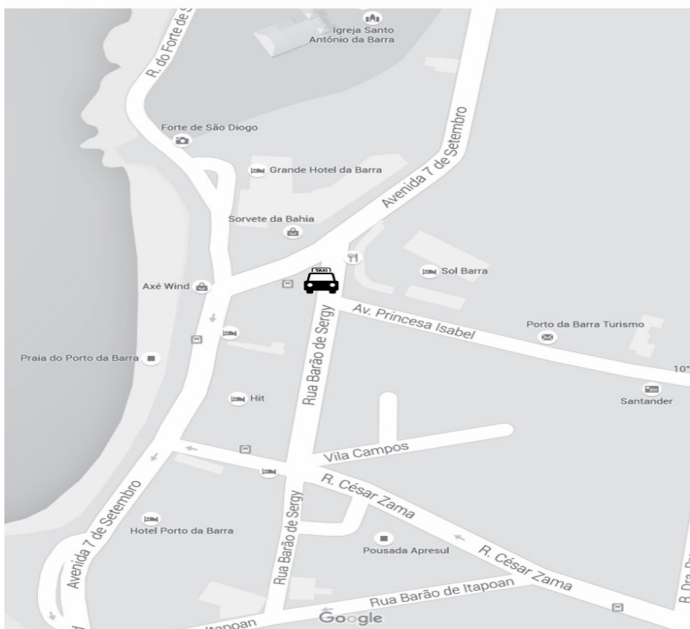 Igreja Santo
Antônio da Barra
R. do Forte de S
Forte de São Diogo
Grande Hotel da Barra
Avenida 7 de Setembro
Sorvete da Bahia
TAXI
Sol Barra
Axé Wind
Av. Princesa Isabel
Porto da Barra Turismo
Rua Barão de Sergy
Praia do Porto da Barra
10°
Santander
Hit
Vila Campos
R. César Zama
Avenida 7 de Setembro
Hotel Porto da Barra
Rua Barão de Sergy
Pousada Apresul
R. César Zama
Rua Barão de Itapoan
R. Dra.
Google
itapoan